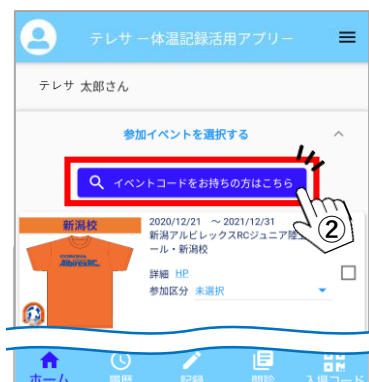 テレサ ー体温記録活用アプリー
テレサ 太郎さん
参加イベントを選択する
イベントコードをお持ちの方はこちら
②
新潟校
2020/12/21 ~ 2021/12/31
新潟アルビレックスRCジュニア陸
ール・新潟校
詳細 HP
参加区分 未選択
AlbirexRC
ホーム 履歴 記録 問診 入場コード